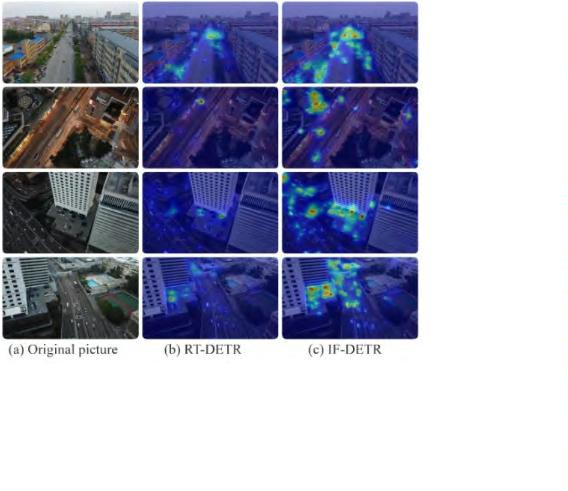 (a) Original picture
(b) RT-DETR
(c) IF-DETR